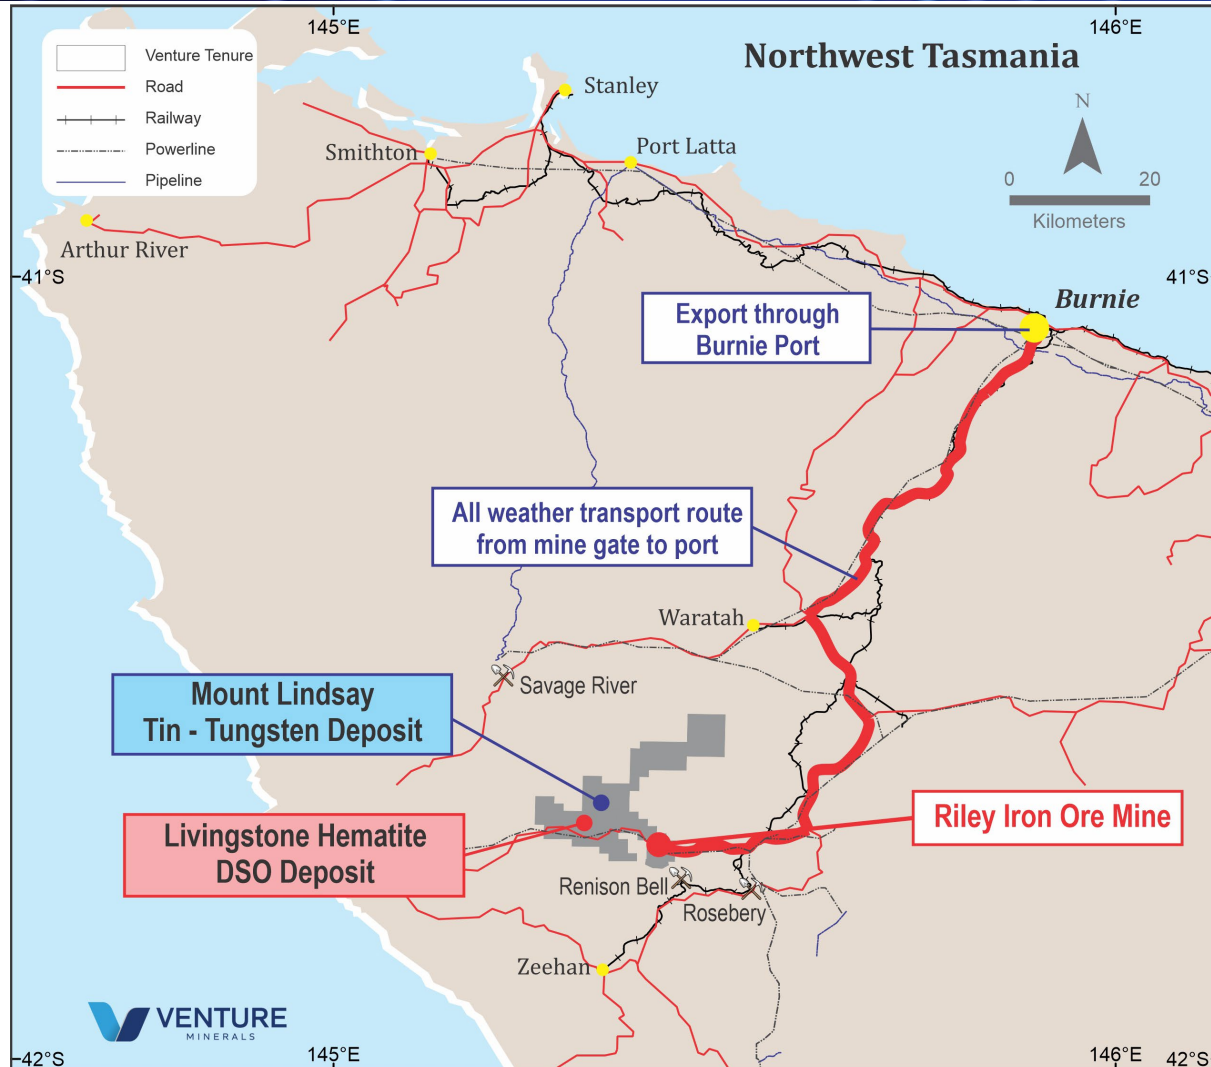 145°E
146°E
Northwest Tasmania
Venture Tenure
Road
Railway
Powerline
Pipeline
N
0 20
Kilometers
Stanley
Smithton
Port Latta
Arthur River
41°S
41°S
Burnie
Export through
Burnie Port
All weather transport route
from mine gate to port
Waratah
Savage River
Mount Lindsay
Tin - Tungsten Deposit
Livingstone Hematite
DSO Deposit
Riley Iron Ore Mine
Renison Bell
Rosebery
Zeehan
VENTURE
MINERALS
42°S
145°E
146°E
42°S